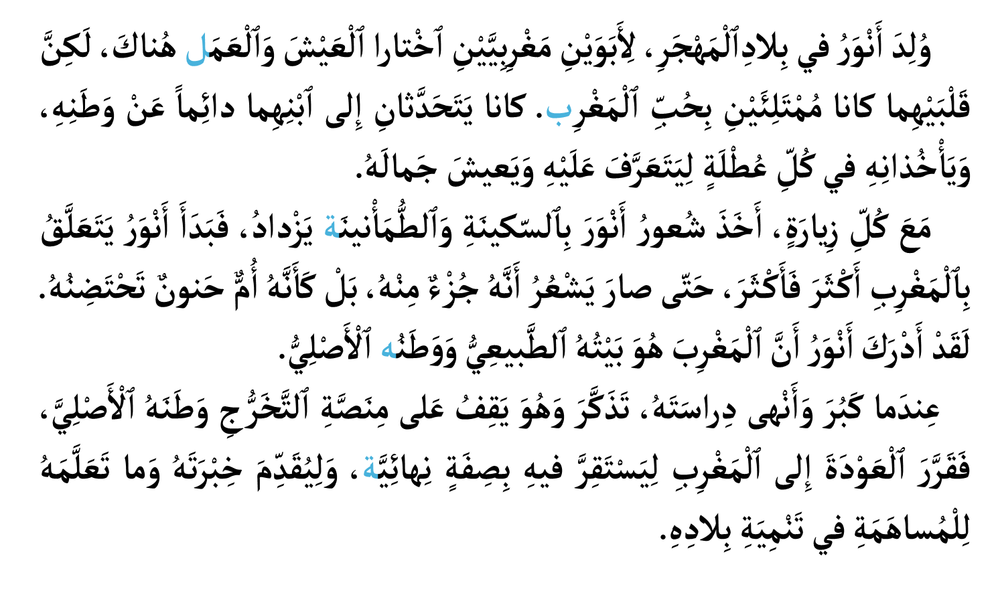 وُلِدَ أَنْوَرُ في بِلادِٱلْمَهْجَرِ، لِأَبَوَيْنِ مَغْرِبِيَّيْنِ ٱخْتارا ٱلْعَيْشَ وَٱلْعَمَل هُناكَ، لَكِنَّ
قَلْبَيْهِما كانا مُمْتَلِئَيْنِ بِحُبِّ ٱلْمَغْرِب. كانا يَتَحَدَّثانِ إِلى ٱبْنِهِما دائِماً عَنْ وَطَنِهِ،
وَيَأْخُذانِهِ في كُلِّ عُطْلَةٍ لِيَتَعَرَّفَ عَلَيْهِ وَيَعيشَ جَمالَهُ.
مَعَ كُلِّ زِيارَةٍ، أَخَذَ شُعورُ أَنْوَرَ بِٱلسّكينَةِ وَٱلطُّمَأْنينَة يَزْدادُ، فَبَدَأَ أَنْوَرُ يَتَعَلَّقُ
بِٱلْمَغْرِبِ أَكْثَرَ فَأَكْثَرَ، حَتّى صارَ يَشْعُرُ أَنَّهُ جُزْءٌ مِنْهُ، بَلْ كَأَنَّهُ أُمٌّ حَنونٌ تَحْتَضِنُهُ.
لَقَدْ أَدْرَكَ أَنْوَرُ أَنَّ ٱلْمَغْرِبَ هُوَ بَيْتُهُ ٱلطَّبيعِيُّ وَوَطَنُه ٱلْأَصْلِيُّ.
عِندَما كَبُرَ وَأَنْهى دِراسَتَهُ، تَذَكَّرَ وَهُوَ يَقِفُ عَلى مِنَصَّةِ ٱلتَّخَرُّجِ وَطَنَهُ ٱلْأَصْلِيَّ،
فَقَرَّرَ ٱلْعَوْدَةَ إِلى ٱلْمَغْرِبِ لِيَسْتَقِرَّ فيهِ بِصِفَةٍ نِهائِيَّة، وَلِيُقَدِّمَ خِبْرَتَهُ وَما تَعَلَّمَهُ
لِلْمُساهَمَةِ في تَنْمِيَةِ بِلادِهِ.